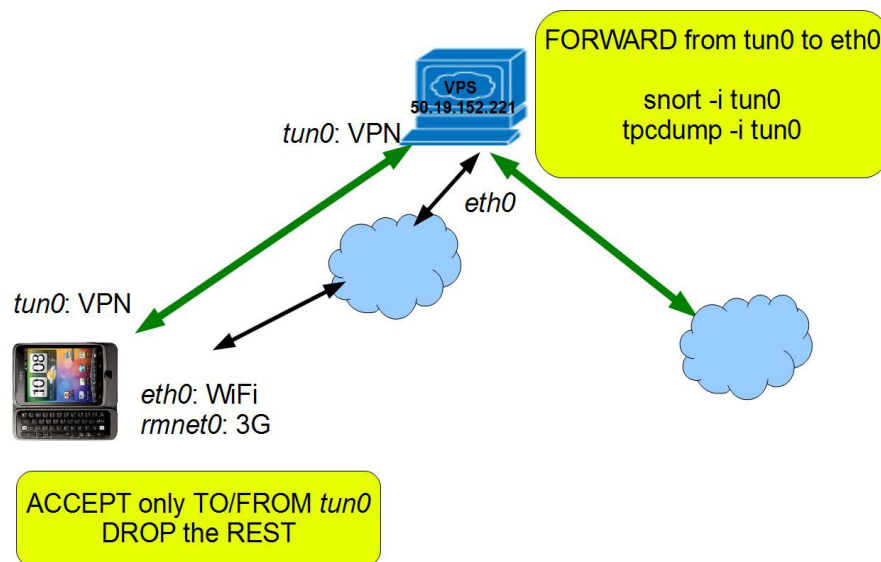 FORWARD from tun0 to eth0
snort -i tun0
tpcdump -i tun0
VPS
50.19.152.221
tun0: VPN
eth0
tun0: VPN
10:08
eth0: WiFi
rmnet0: 3G
ACCEPT only TO/FROM tun0
DROP the REST